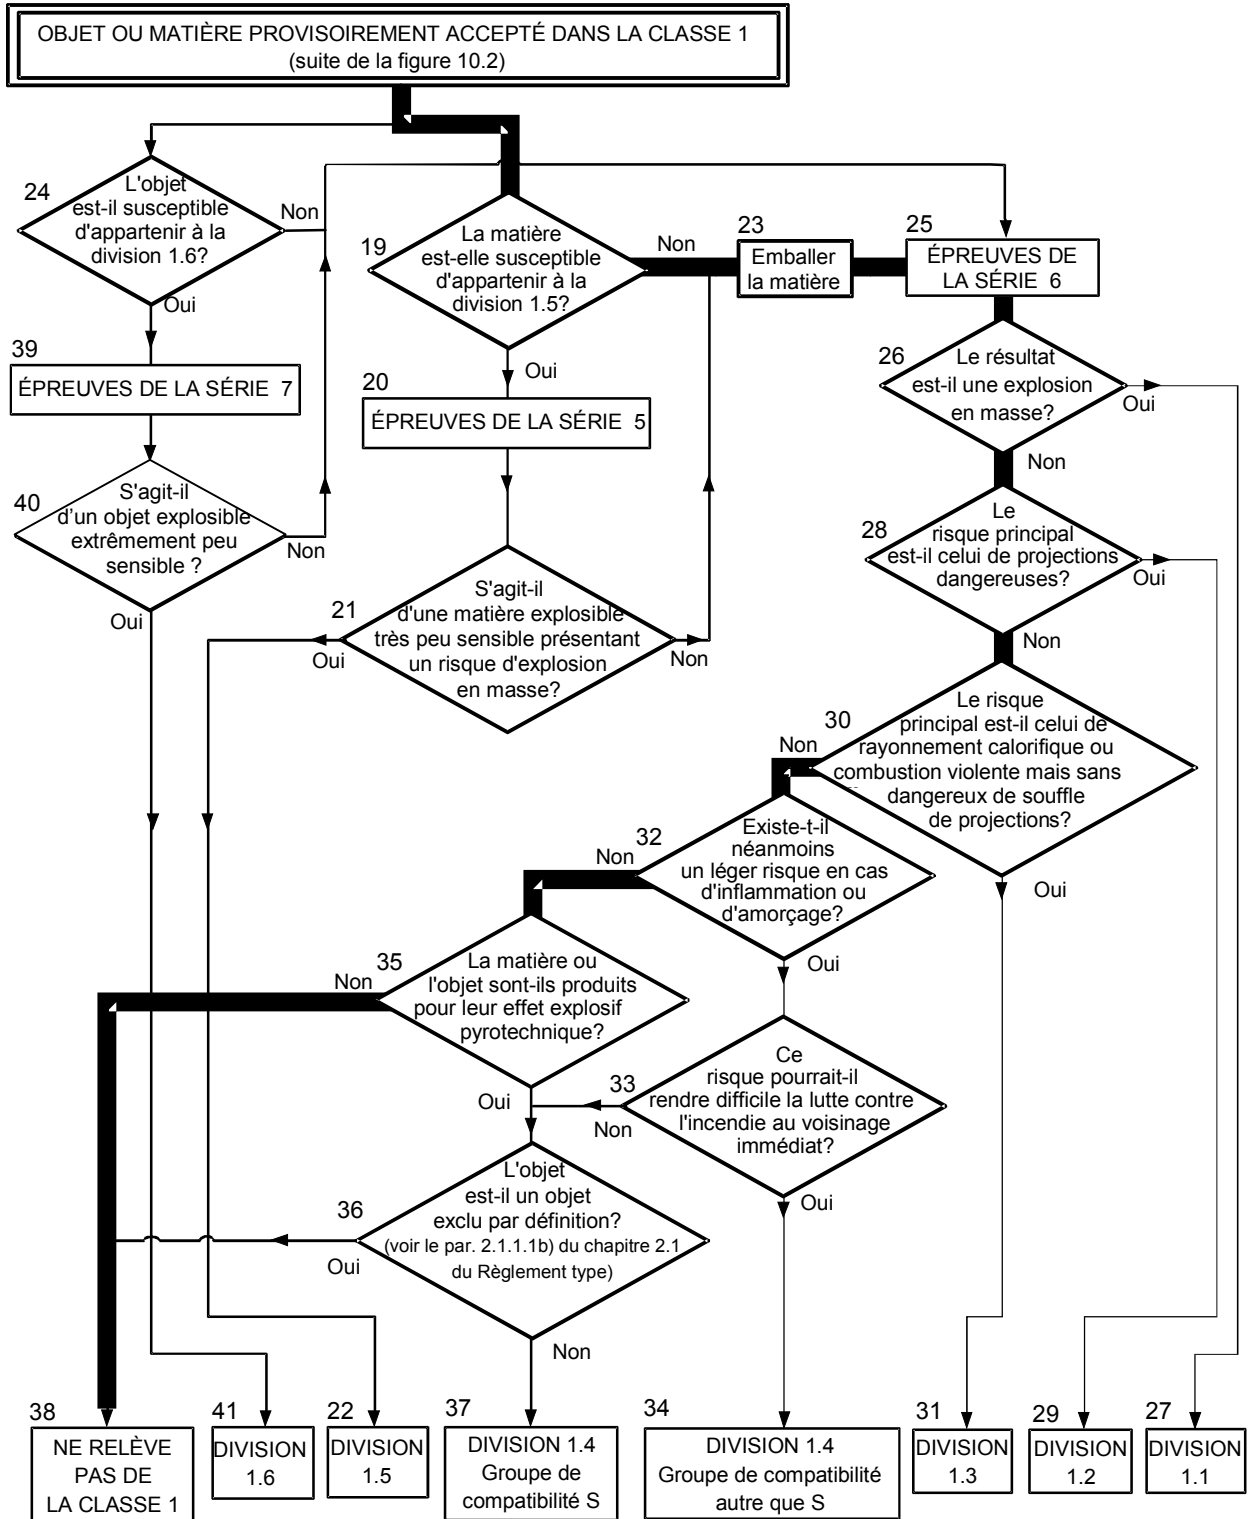 OBJET OU MATIÈRE PROVISOIREMENT ACCEPTÉ DANS LA CLASSE 1
(suite de la figure 10.2)
24
L'objet
est-il susceptible
d'appartenir à la
division 1.6?
Non
Oui
19
La matière
est-elle susceptible
d'appartenir à la
division 1.5?
Non
Oui
23
Emballer
la matière
25
ÉPREUVES DE
LA SÉRIE 6
26
Le résultat
est-il une explosion
en masse?
Oui
Non
39
ÉPREUVES DE LA SÉRIE 7
20
ÉPREUVES DE LA SÉRIE 5
40
S'agit-il
d’un objet explosible
extrêmement peu
sensible ?
Non
Oui
28
Le
risque principal
est-il celui de projections
dangereuses?
Oui
Non
21
S'agit-il
d'une matière explosible
très peu sensible présentant
un risque d'explosion
en masse?
Oui
Non
30
Le risque
principal est-il celui de
rayonnement calorifique ou
combustion violente mais sans
dangereux de souffle
de projections?
Non
Oui
32
Existe-t-il
néanmoins
un léger risque en cas
d'inflammation ou
d'amorçage?
Non
Oui
35
La matière ou
l'objet sont-ils produits
pour leur effet explosif
pyrotechnique?
Non
Oui
33
Ce
risque pourrait-il
rendre difficile la lutte contre
l'incendie au voisinage
immédiat?
Non
Oui
36
L'objet
est-il un objet
exclu par définition?
(voir le par. 2.1.1.1b) du chapitre 2.1
du Règlement type)
Oui
Non
38
NE RELÈVE
PAS DE
LA CLASSE 1
41
DIVISION
1.6
22
DIVISION
1.5
37
DIVISION 1.4
Groupe de
compatibilité S
34
DIVISION 1.4
Groupe de compatibilité
autre que S
31
DIVISION
1.3
29
DIVISION
1.2
27
DIVISION
1.1